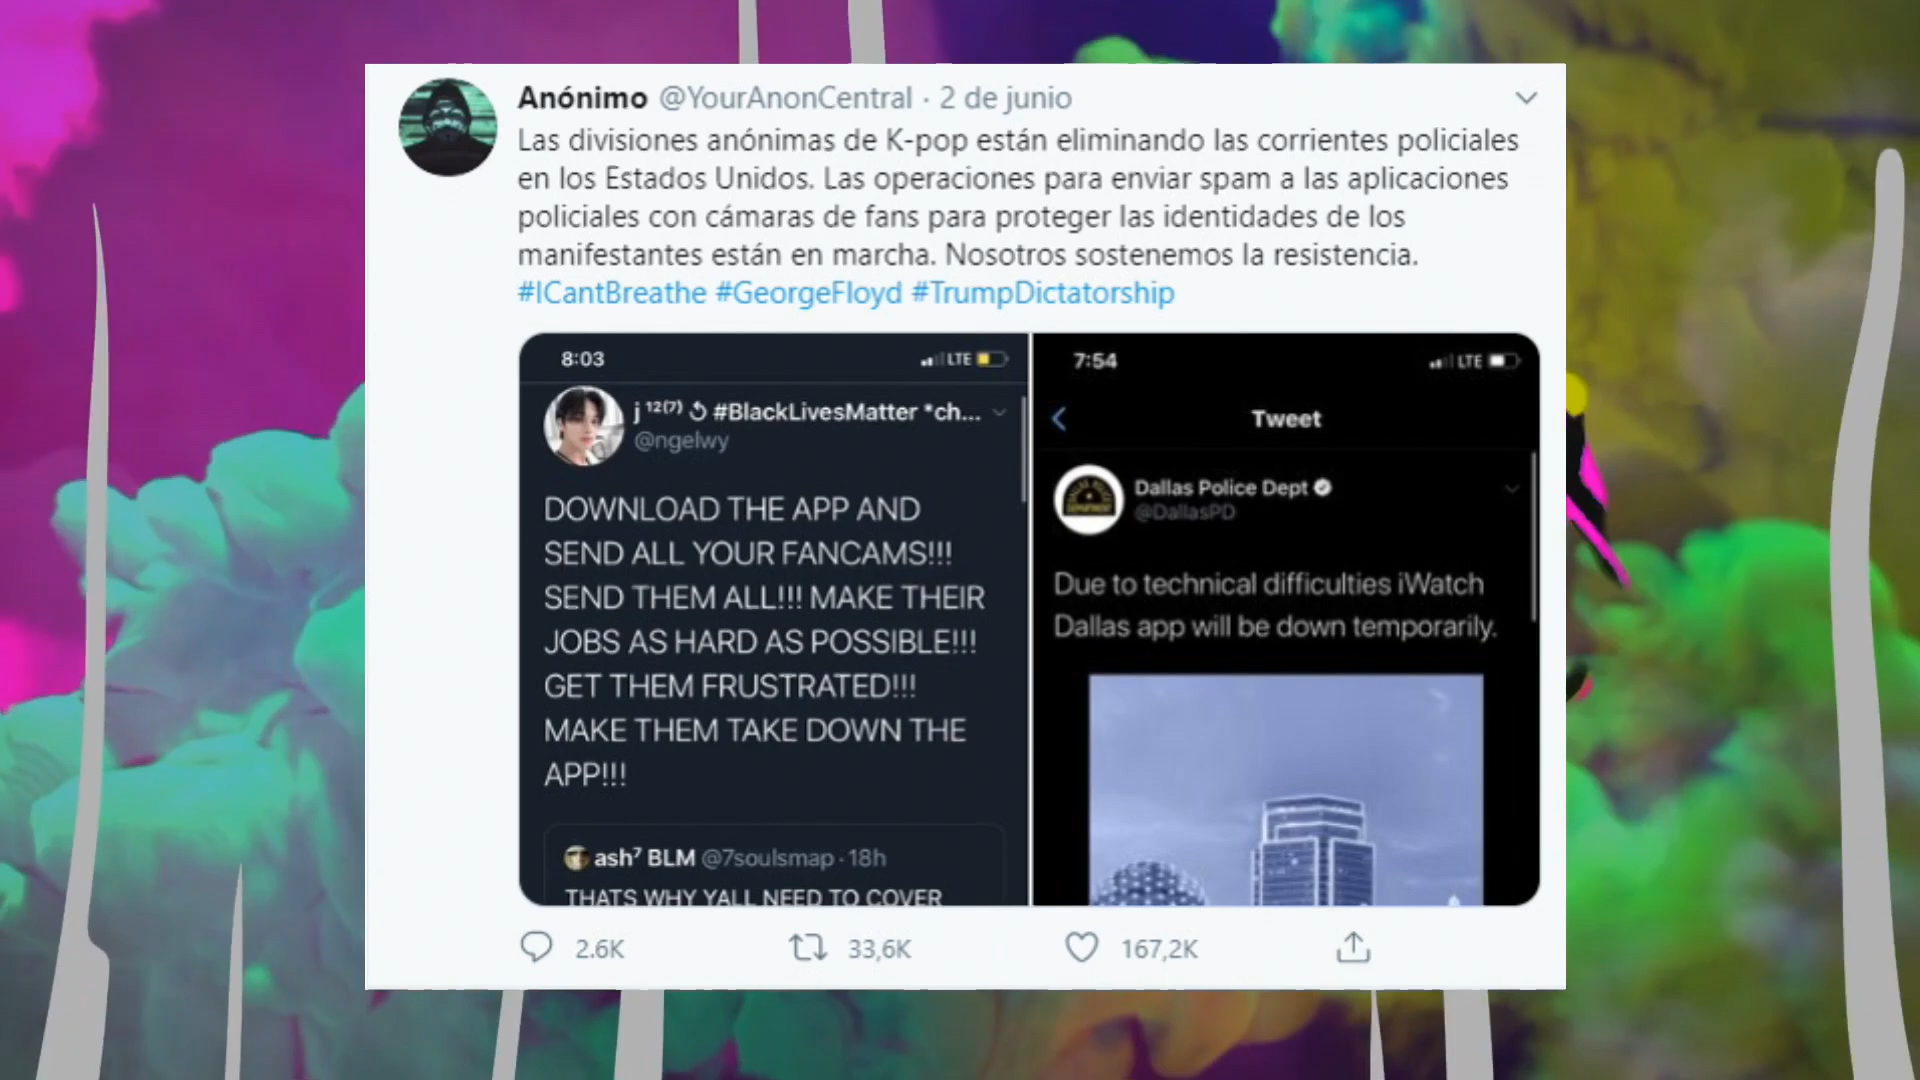 Anónimo @YourAnonCentral · 2 de junio
Las divisiones anónimas de K-pop están eliminando las corrientes policiales
en los Estados Unidos. Las operaciones para enviar spam a las aplicaciones
policiales con cámaras de fans para proteger las identidades de los
manifestantes están en marcha. Nosotros sostenemos la resistencia.
#ICantBreathe #GeorgeFloyd #TrumpDictatorship
8:03 LTE
j ¹²⁽⁷⁾ #BlackLivesMatter *ch...
@ngelwy
DOWNLOAD THE APP AND
SEND ALL YOUR FANCAMS!!!
SEND THEM ALL!!! MAKE THEIR
JOBS AS HARD AS POSSIBLE!!!
GET THEM FRUSTRATED!!!
MAKE THEM TAKE DOWN THE
APP!!!
ash⁷ BLM @7soulsmap · 18h
THATS WHY YALL NEED TO COVER
7:54 LTE
Tweet
Dallas Police Dept
@DallasPD
Due to technical difficulties iWatch
Dallas app will be down temporarily.
2.6K 33,6K 167,2K